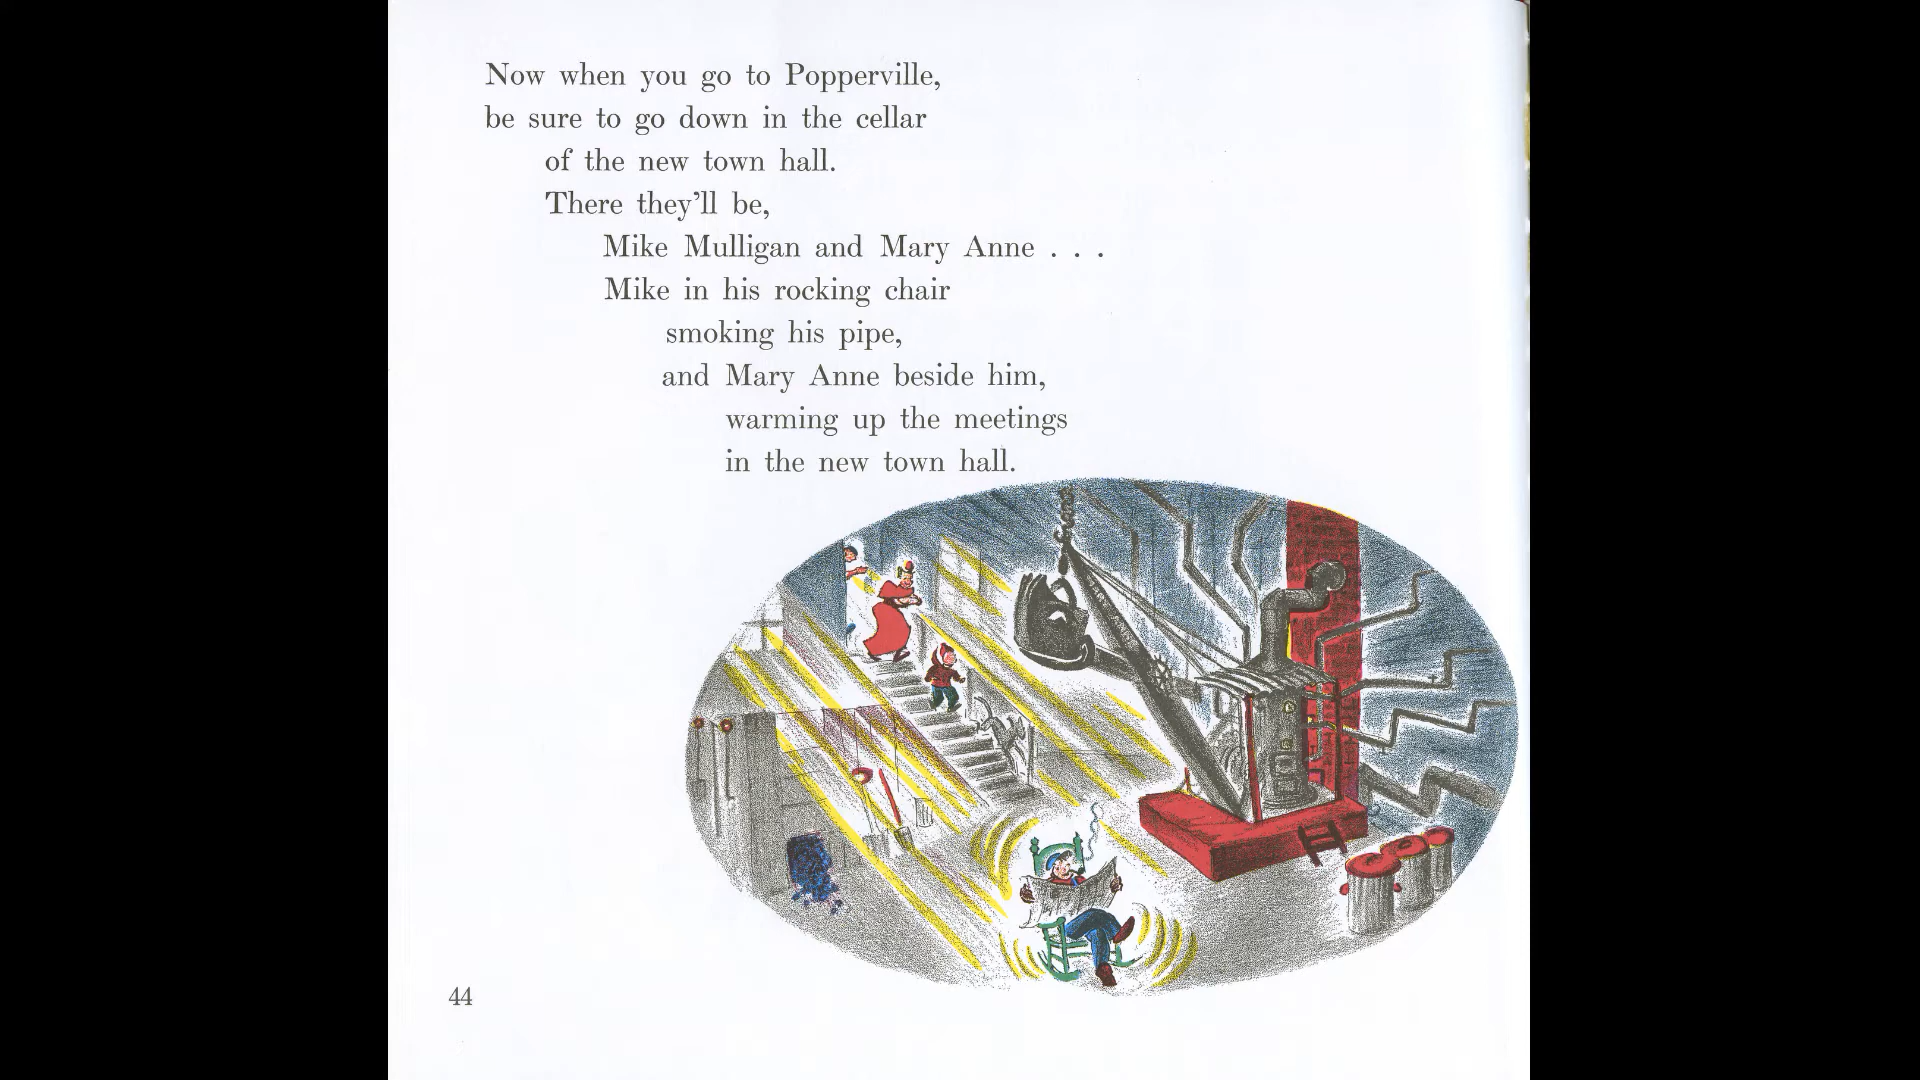 Now when you go to Popperville,
be sure to go down in the cellar
of the new town hall.
There they'll be,
Mike Mulligan and Mary Anne . . .
Mike in his rocking chair
smoking his pipe,
and Mary Anne beside him,
warming up the meetings
in the new town hall.
MARY ANNE
44